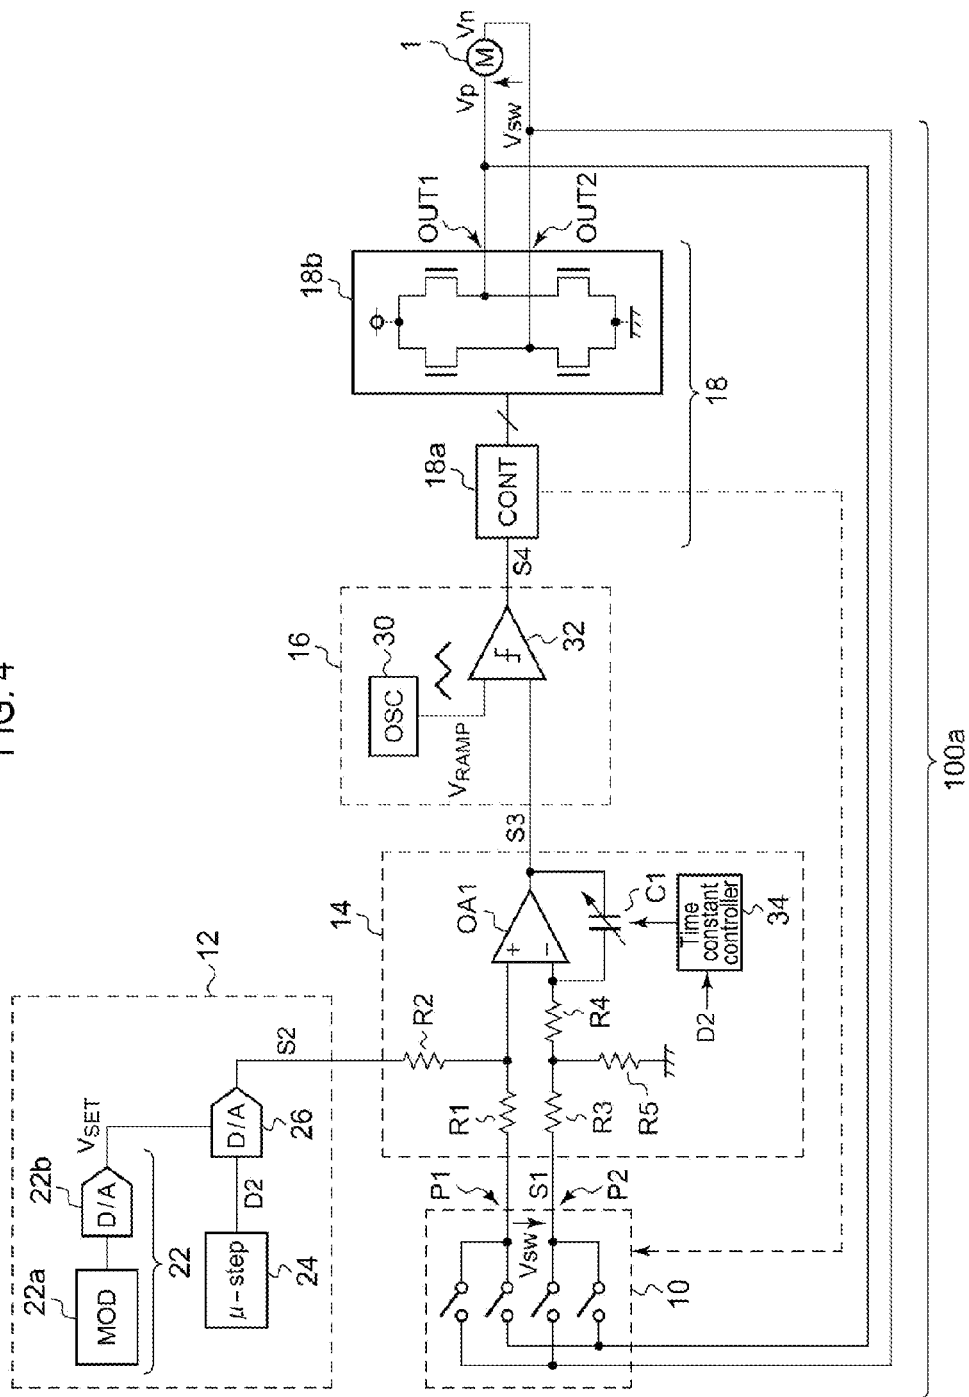 FIG. 4
12
22a
MOD
22b
D/A
V_SET
22
μ-step
24
D2
D/A
26
S2
14
R2
R1
R3
R4
R5
OA1
+
−
C1
Time
constant
controller
34
D2
S3
P1
S1
P2
Vsw
10
16
OSC
30
V_RAMP
32
S4
18a
CONT
18b
18
OUT1
OUT2
Vp
Vn
Vsw
1
M
100a